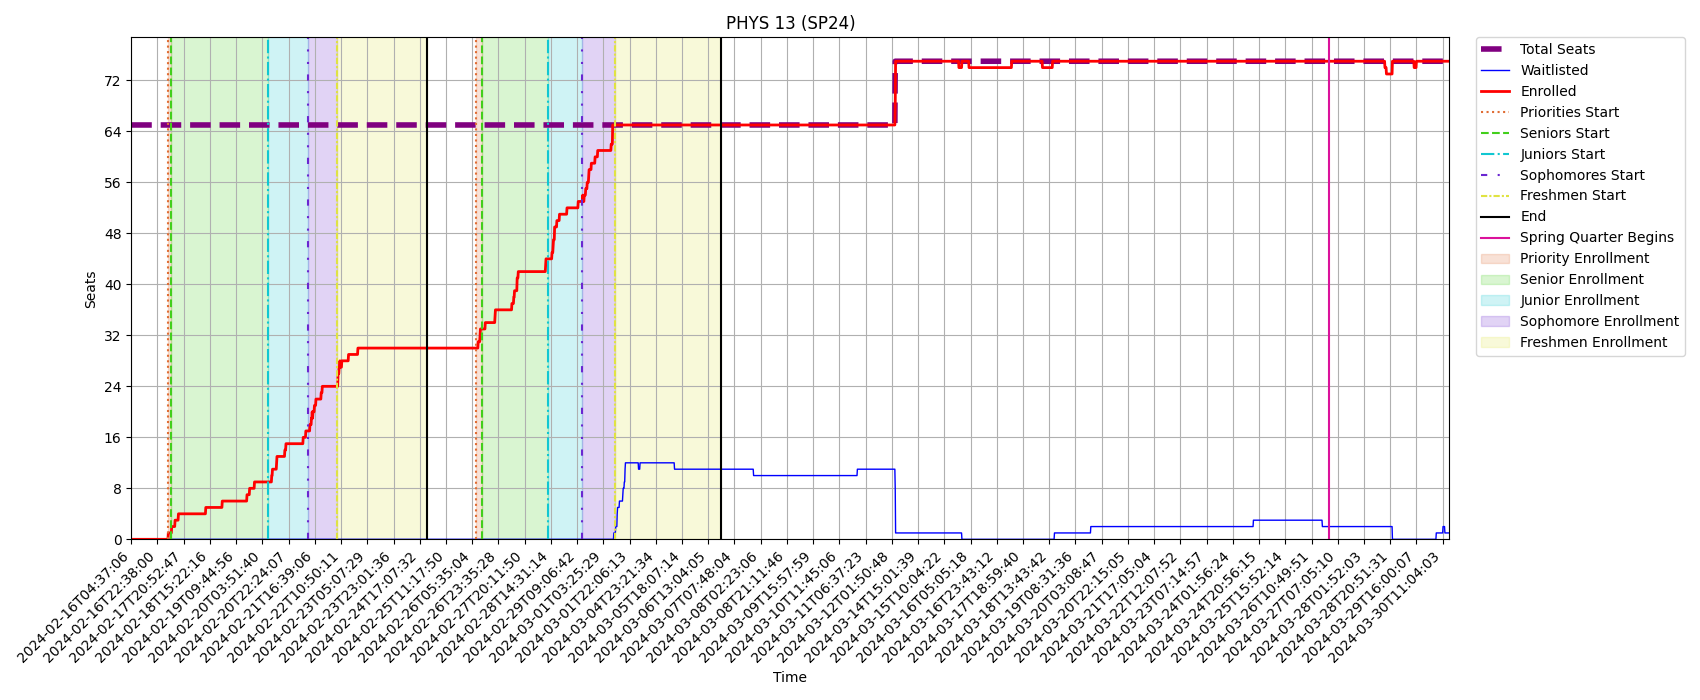 PHYS 13 (SP24)
Seats
72
64
56
48
40
32
24
16
8
0
2024-02-16T04:37:06
2024-02-16T22:38:00
2024-02-17T20:52:47
2024-02-18T15:22:16
2024-02-19T09:44:56
2024-02-20T03:51:40
2024-02-20T22:24:07
2024-02-21T16:39:06
2024-02-22T10:50:11
2024-02-23T05:07:29
2024-02-23T23:01:36
2024-02-24T17:07:32
2024-02-25T11:17:50
2024-02-26T05:35:04
2024-02-26T23:35:28
2024-02-27T20:11:50
2024-02-28T14:31:14
2024-02-29T09:06:42
2024-03-01T03:25:29
2024-03-01T22:06:13
2024-03-04T23:21:34
2024-03-05T18:07:14
2024-03-06T13:04:05
2024-03-07T07:48:04
2024-03-08T02:23:06
2024-03-08T21:11:46
2024-03-09T15:57:59
2024-03-10T11:45:06
2024-03-11T06:37:23
2024-03-12T01:50:48
2024-03-14T15:01:39
2024-03-15T10:04:22
2024-03-16T05:05:18
2024-03-16T23:43:12
2024-03-17T18:59:40
2024-03-18T13:43:42
2024-03-19T08:31:36
2024-03-20T03:08:47
2024-03-20T22:15:05
2024-03-21T17:05:04
2024-03-22T12:07:52
2024-03-23T07:14:57
2024-03-24T01:56:24
2024-03-24T20:56:15
2024-03-25T15:52:14
2024-03-26T10:49:51
2024-03-27T07:05:10
2024-03-28T01:52:03
2024-03-28T20:51:31
2024-03-29T16:00:07
2024-03-30T11:04:03
Time
Total Seats
Waitlisted
Enrolled
Priorities Start
Seniors Start
Juniors Start
Sophomores Start
Freshmen Start
End
Spring Quarter Begins
Priority Enrollment
Senior Enrollment
Junior Enrollment
Sophomore Enrollment
Freshmen Enrollment